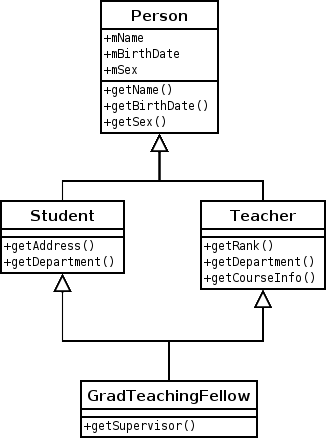 Person
+mName
+mBirthDate
+mSex
+getName()
+getBirthDate()
+getSex()
Student
+getAddress()
+getDepartment()
Teacher
+getRank()
+getDepartment()
+getCourseInfo()
GradTeachingFellow
+getSupervisor()